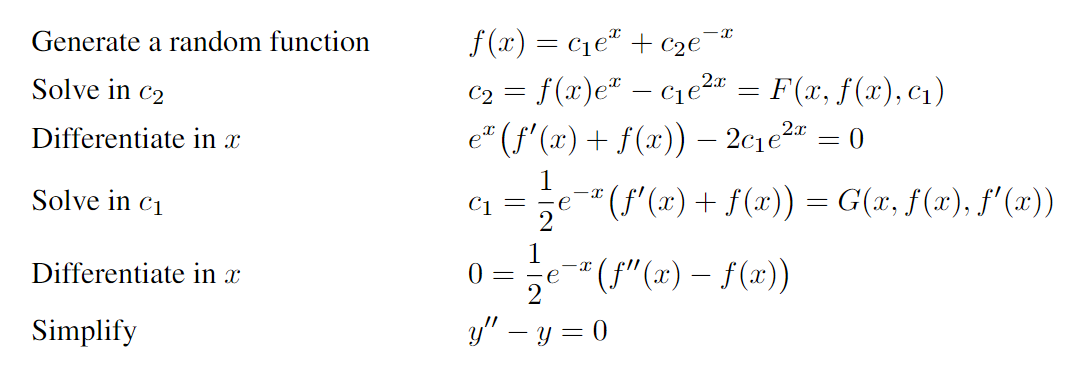 Generate a random function f(x) = c₁eˣ + c₂e⁻ˣ
Solve in c₂ c₂ = f(x)eˣ − c₁e²ˣ = F(x, f(x), c₁)
Differentiate in x eˣ(f′(x) + f(x)) − 2c₁e²ˣ = 0
Solve in c₁ c₁ = 1/2 e⁻ˣ(f′(x) + f(x)) = G(x, f(x), f′(x))
Differentiate in x 0 = 1/2 e⁻ˣ(f″(x) − f(x))
Simplify y″ − y = 0